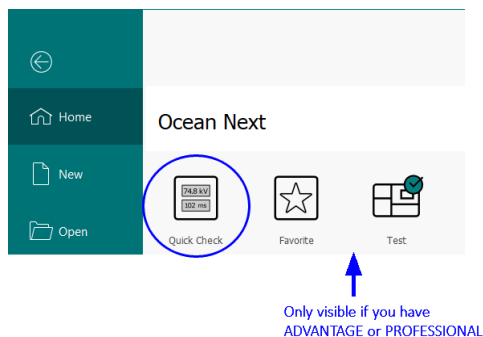 Home
Ocean Next
New
74.8 kV
102 ms
Open
Quick Check
Favorite
Test
Only visible if you have
ADVANTAGE or PROFESSIONAL